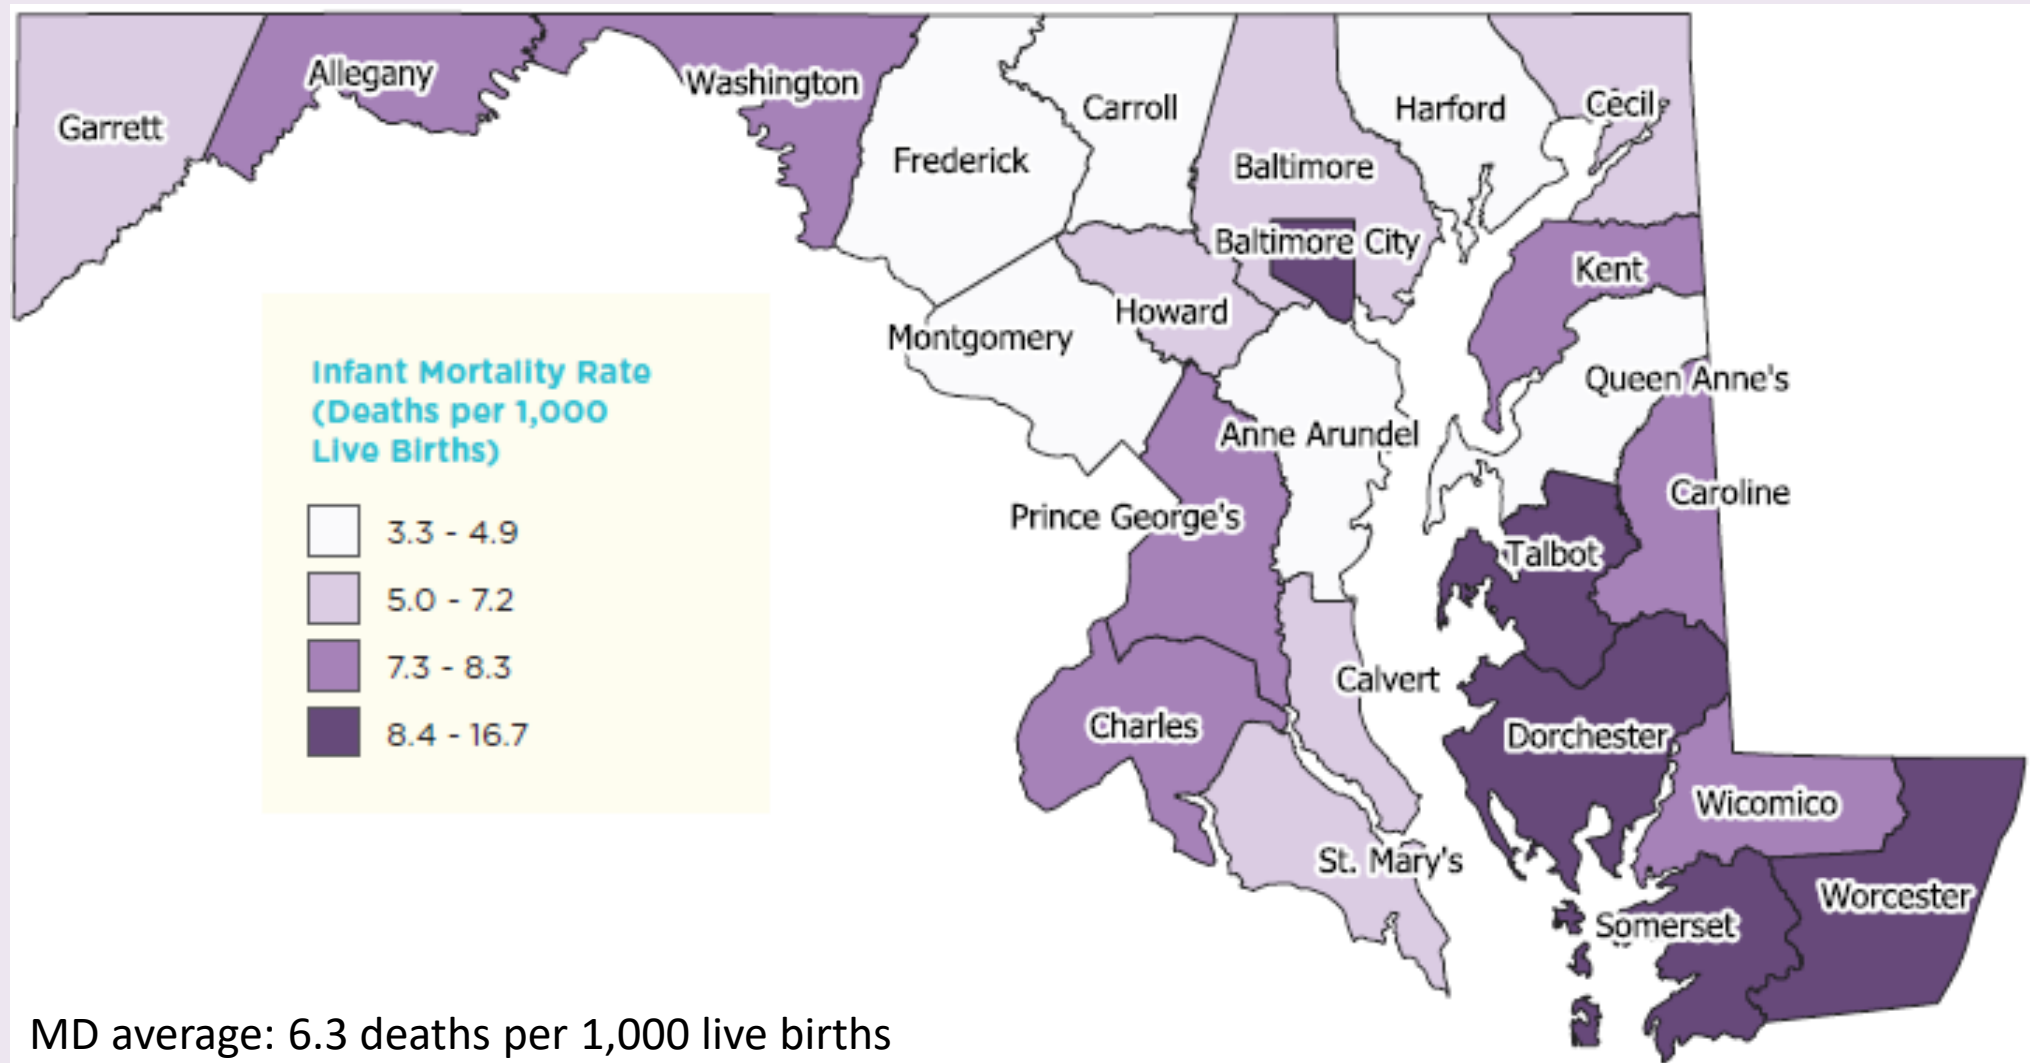 Garrett
Allegany
Washington
Frederick
Carroll
Baltimore
Harford
Cecil
Baltimore City
Kent
Howard
Montgomery
Queen Anne's
Anne Arundel
Prince George's
Caroline
Talbot
Calvert
Charles
Dorchester
Wicomico
St. Mary's
Worcester
Somerset
Infant Mortality Rate
(Deaths per 1,000
Live Births)
3.3 - 4.9
5.0 - 7.2
7.3 - 8.3
8.4 - 16.7
MD average: 6.3 deaths per 1,000 live births